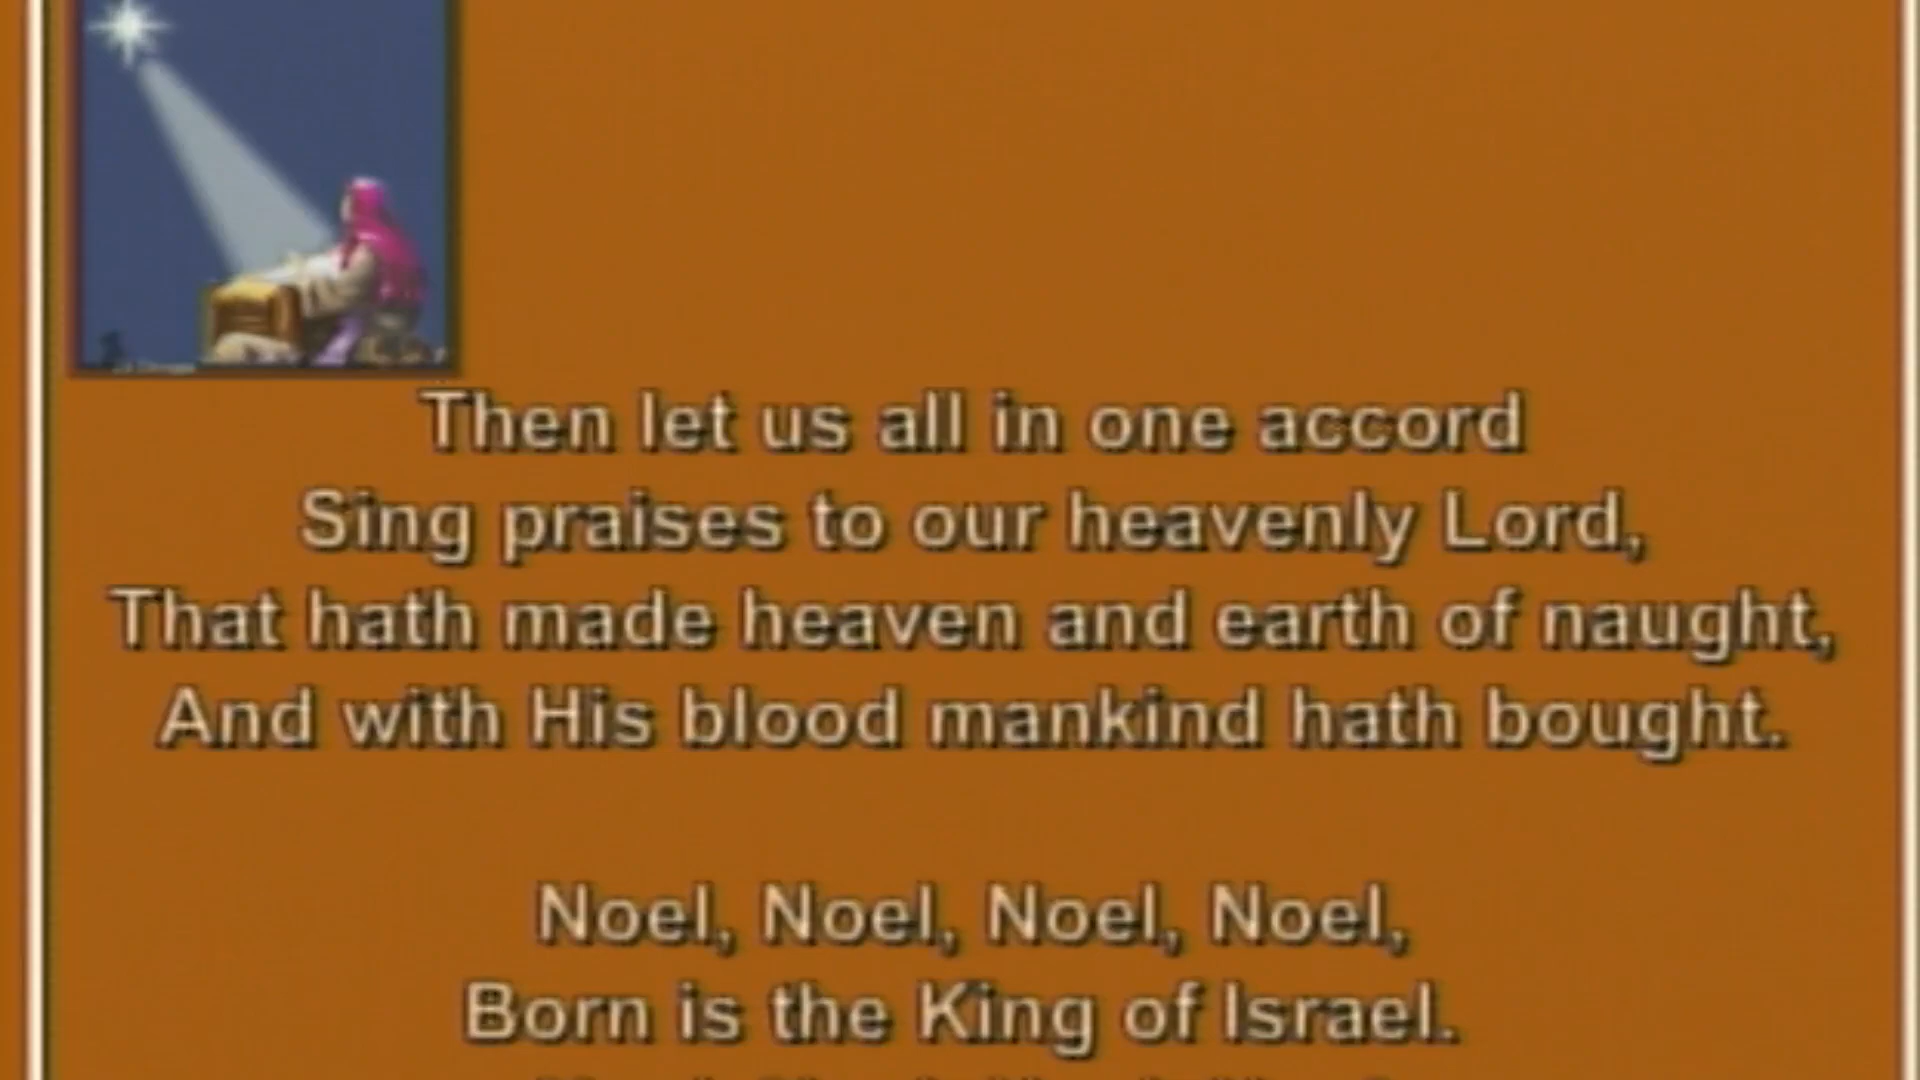 Then let us all in one accord
Sing praises to our heavenly Lord,
That hath made heaven and earth of naught,
And with His blood mankind hath bought.
Noel, Noel, Noel, Noel,
Born is the King of Israel.